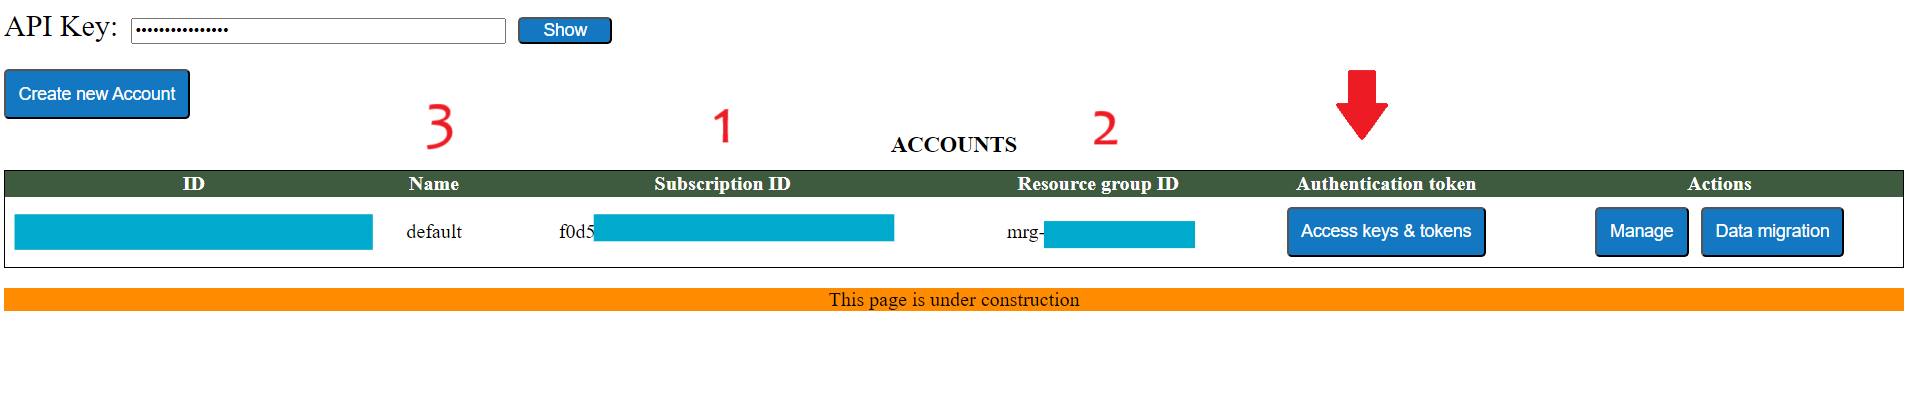 API Key: •••••••••••••••• Show
Create new Account
3 1 2
ACCOUNTS
ID Name Subscription ID Resource group ID Authentication token Actions
default f0d5 mrg- Access keys & tokens Manage Data migration
This page is under construction